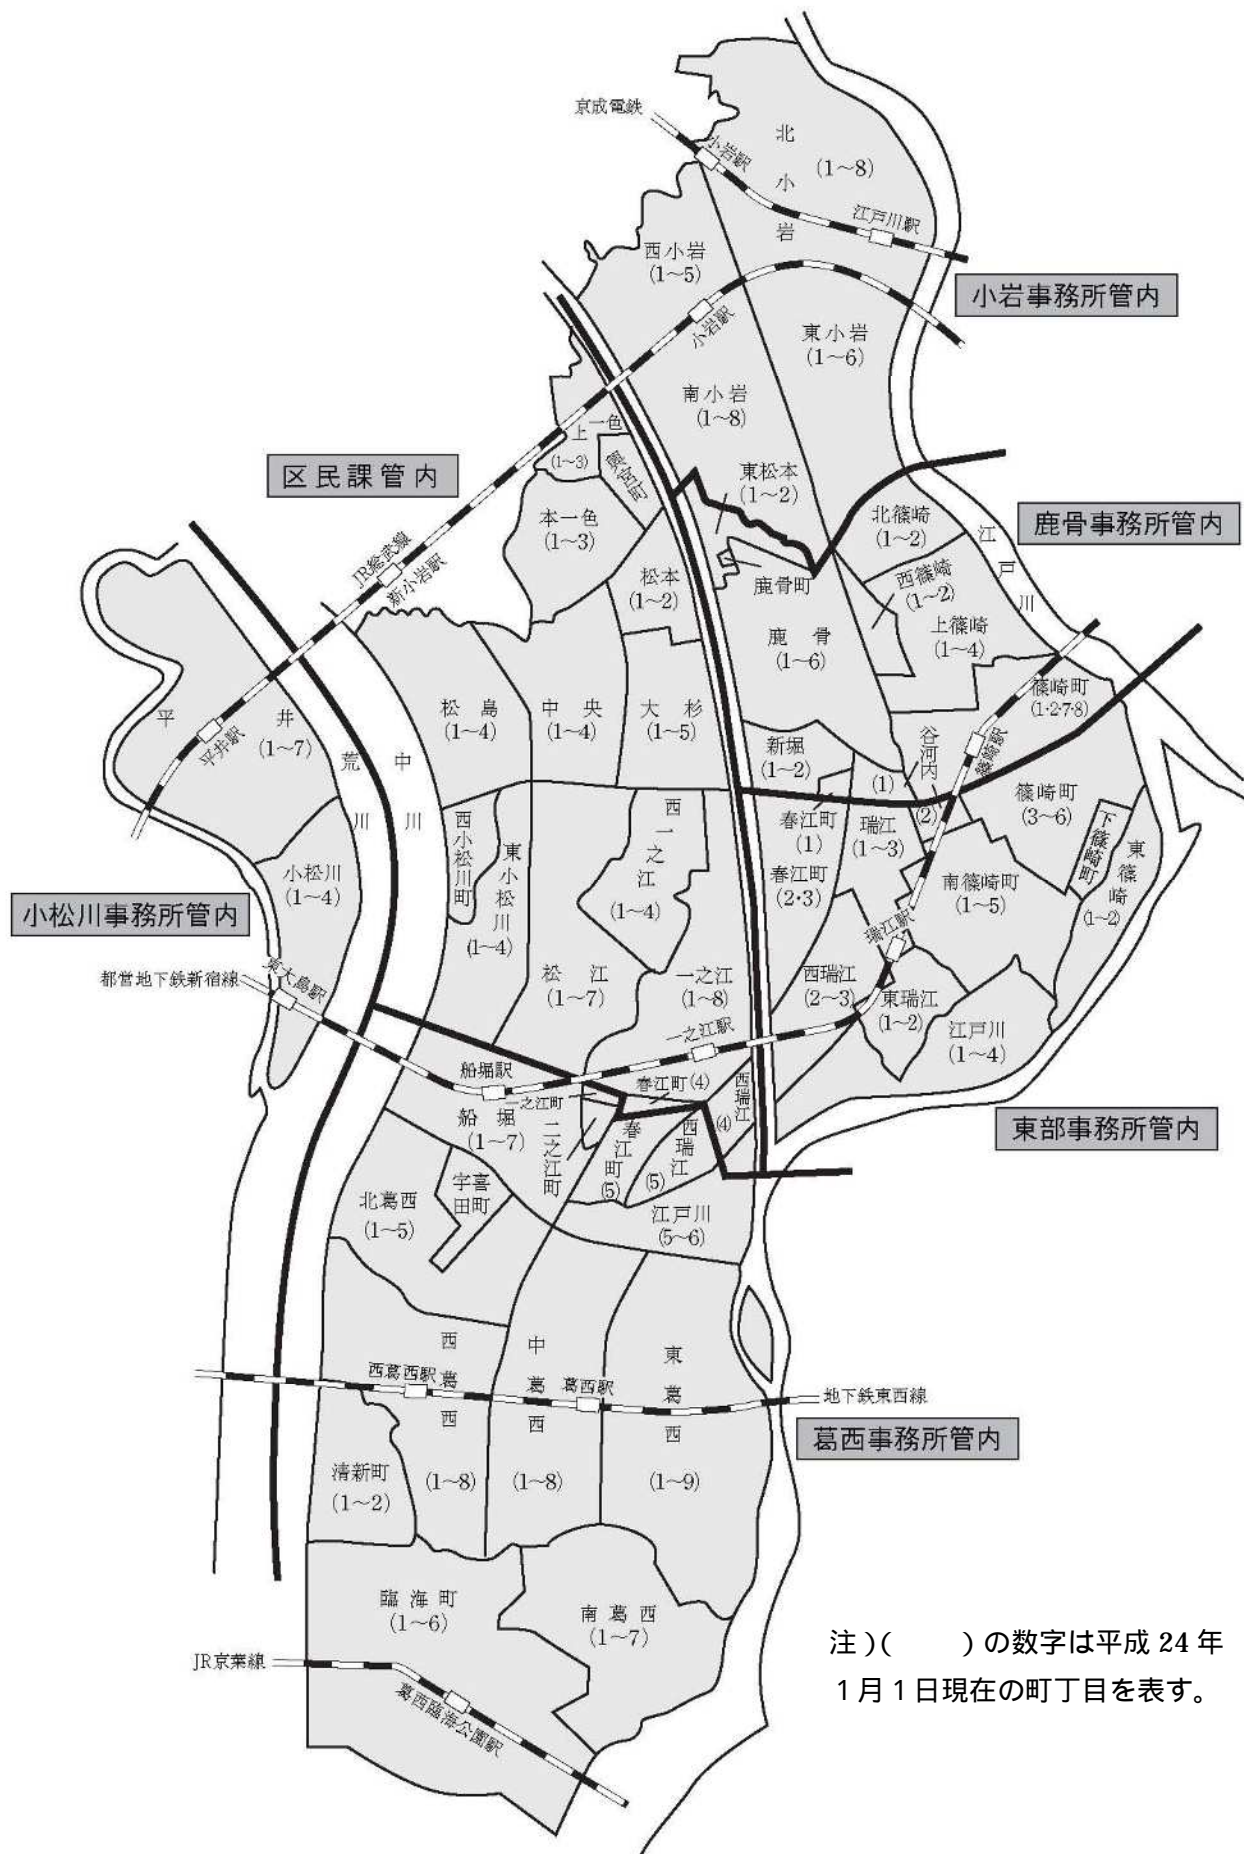 京成電鉄
小岩駅
北小岩
(1～8)
江戸川駅
西小岩
(1～5)
小岩事務所管内
小岩駅
東小岩
(1～6)
南小岩
(1～8)
上一色
(1～3)
興宮町
区民課管内
東松本
(1～2)
北篠崎
(1～2)
鹿骨事務所管内
江戸川
本一色
(1～3)
JR総武線
新小岩駅
松本
(1～2)
鹿骨町
西篠崎
(1～2)
上篠崎
(1～4)
鹿骨
(1～6)
篠崎町
(1・2・7・8)
平井
(1～7)
平井駅
荒川
中川
松島
(1～4)
中央
(1～4)
大杉
(1～5)
新堀
(1～2)
谷河内
(1)
(2)
篠崎駅
篠崎町
(3～6)
下篠崎町
東篠崎
(1～2)
西小松川町
東小松川
(1～4)
西一之江
(1～4)
春江町
(1)
瑞江
(1～3)
春江町
(2・3)
南篠崎町
(1～5)
小松川
(1～4)
小松川事務所管内
瑞江駅
都営地下鉄新宿線
東大島駅
松江
(1～7)
一之江
(1～8)
西瑞江
(2～3)
東瑞江
(1～2)
江戸川
(1～4)
一之江駅
船堀駅
春江町(4)
西瑞江
(4)
一之江町
船堀
(1～7)
二之江町
春江町
(5)
西瑞江
(5)
東部事務所管内
北葛西
(1～5)
宇喜
田町
江戸川
(5～6)
西葛西
(1～8)
中葛西
(1～8)
東葛西
(1～9)
西葛西駅
葛西駅
地下鉄東西線
葛西事務所管内
清新町
(1～2)
臨海町
(1～6)
南葛西
(1～7)
JR京葉線
葛西臨海公園駅
注)(　　)の数字は平成 24 年
1月1日現在の町丁目を表す。